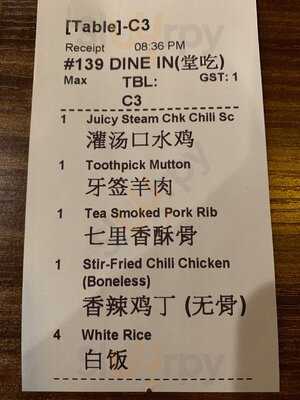 [Table]-C3
Receipt 08:36 PM
#139 DINE IN(堂吃)
Max TBL: GST: 1
C3
1 Juicy Steam Chk Chili Sc
灌汤口水鸡
1 Toothpick Mutton
牙签羊肉
1 Tea Smoked Pork Rib
七里香酥骨
1 Stir-Fried Chili Chicken
(Boneless)
香辣鸡丁 (无骨)
4 White Rice
白饭